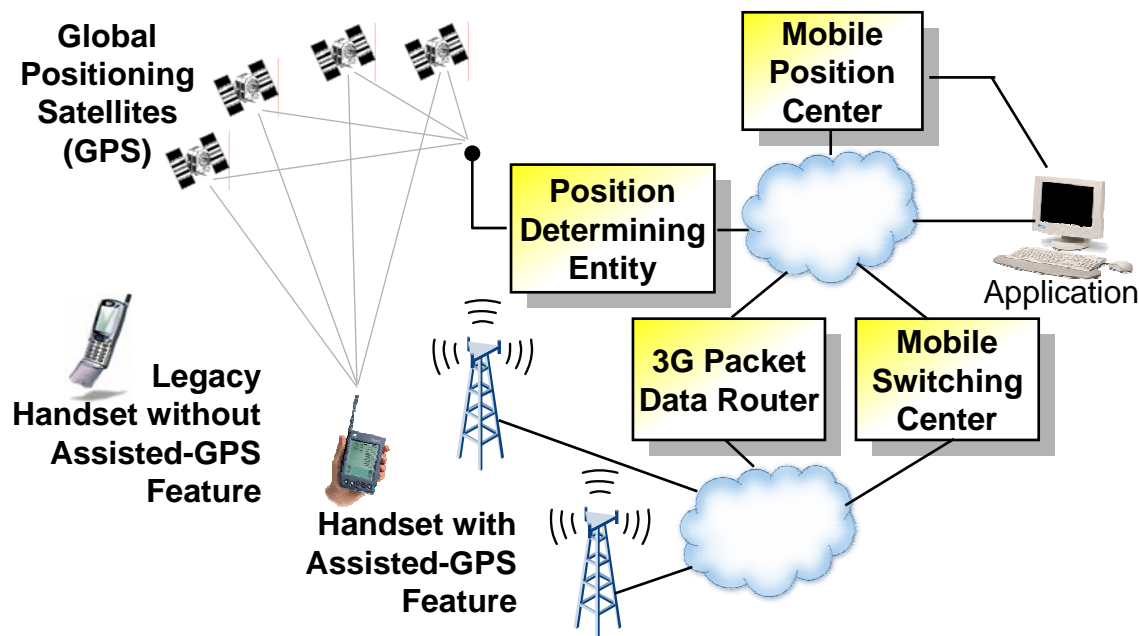 Global
Positioning
Satellites
(GPS)
Mobile
Position
Center
Position
Determining
Entity
Application
Legacy
Handset without
Assisted-GPS
Feature
3G Packet
Data Router
Mobile
Switching
Center
Handset with
Assisted-GPS
Feature